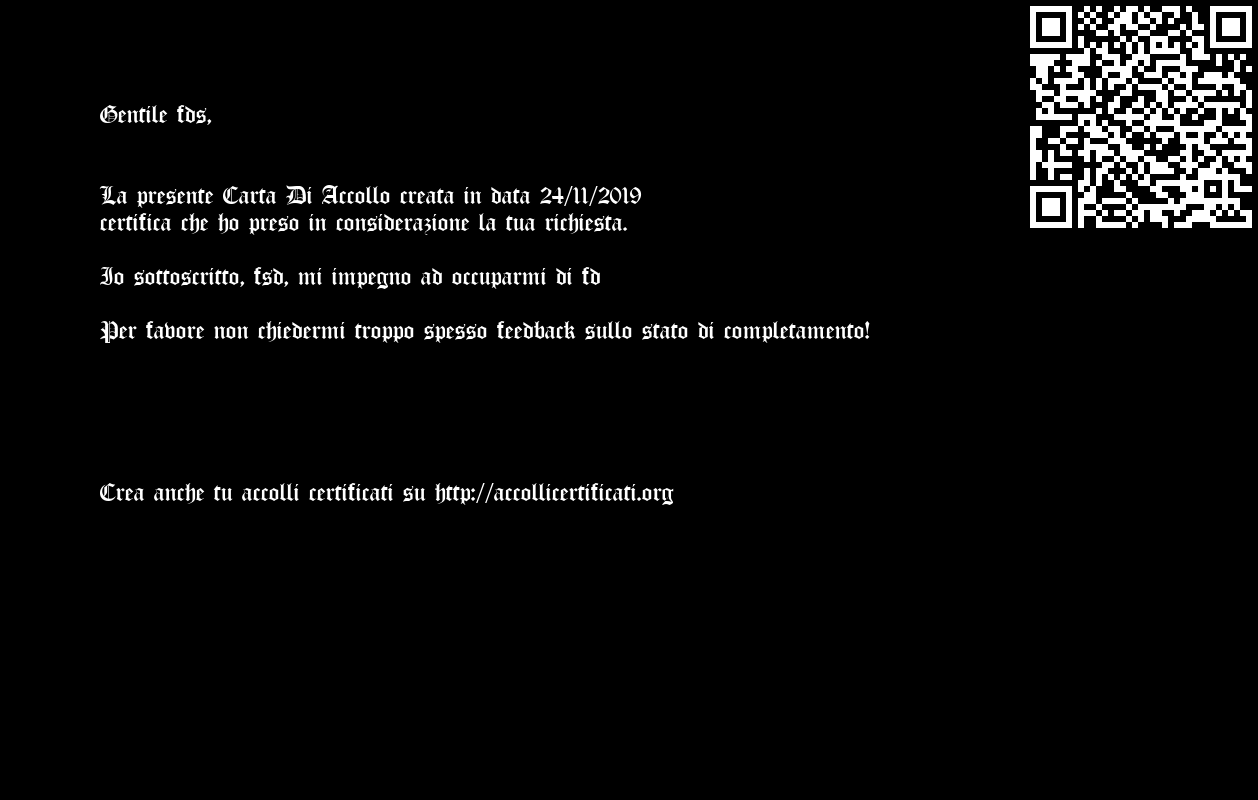 Gentile fds,
La presente Carta Di Accollo creata in data 24/11/2019
certifica che ho preso in considerazione la tua richiesta.
Io sottoscritto, fsd, mi impegno ad occuparmi di fd
Per favore non chiedermi troppo spesso feedback sullo stato di completamento!
Crea anche tu accolli certificati su http://accollicertificati.org